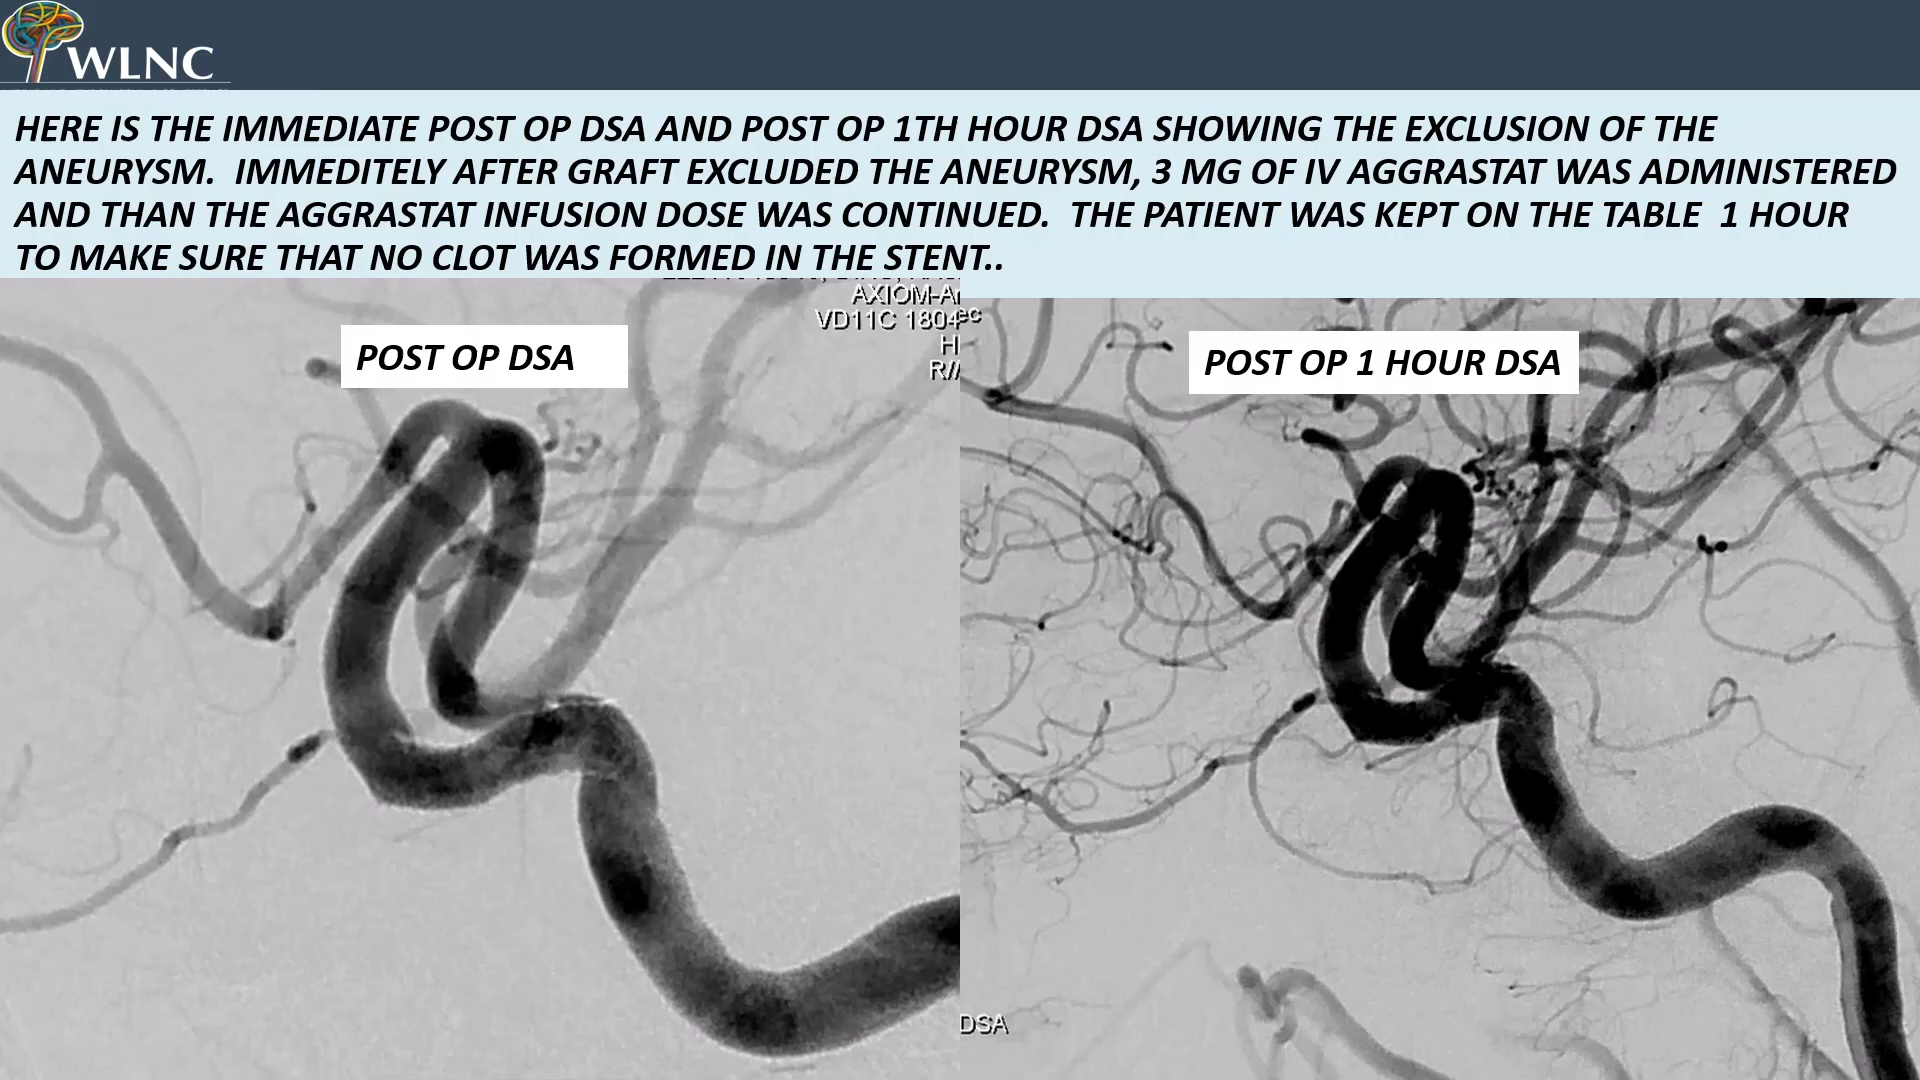 WLNC
HERE IS THE IMMEDIATE POST OP DSA AND POST OP 1TH HOUR DSA SHOWING THE EXCLUSION OF THE
ANEURYSM. IMMEDITELY AFTER GRAFT EXCLUDED THE ANEURYSM, 3 MG OF IV AGGRASTAT WAS ADMINISTERED
AND THAN THE AGGRASTAT INFUSION DOSE WAS CONTINUED. THE PATIENT WAS KEPT ON THE TABLE 1 HOUR
TO MAKE SURE THAT NO CLOT WAS FORMED IN THE STENT..
AXIOM-Ar
VD11C 1804
ec
H
R//
POST OP DSA
POST OP 1 HOUR DSA
DSA